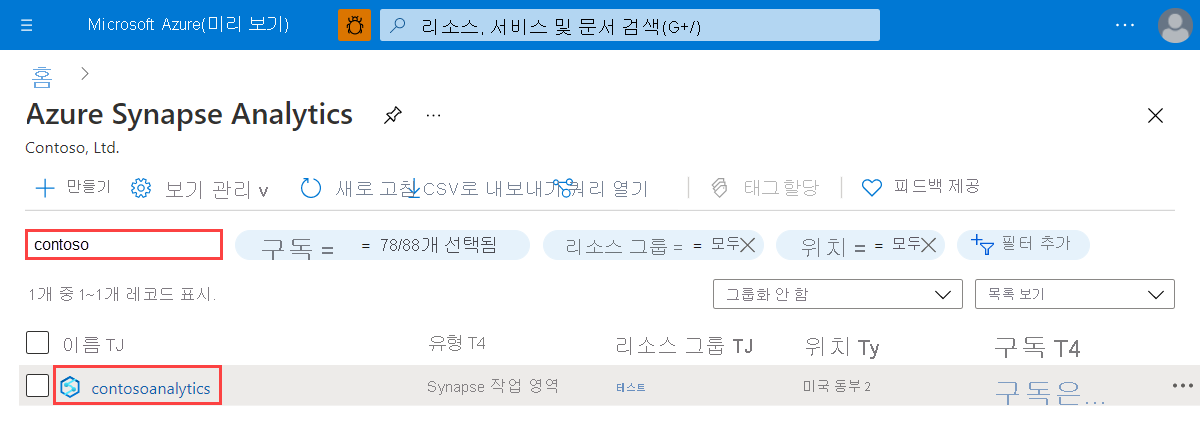 Microsoft Azure(미리 보기) 리소스, 서비스 및 문서 검색(G+/)
홈
Azure Synapse Analytics
Contoso, Ltd.
만들기 보기 관리 v 새로 고침 CSV로 내보내기 쿼리 열기 태그할당 피드백 제공
contoso 구독 = = 78/88개 선택됨 리소스 그룹 = = 모두 위치 = = 모두 필터 추가
1개 중 1~1개 레코드 표시. 그룹화 안 함 목록 보기
이름 TJ 유형 T4 리소스 그룹 TJ 위치 Ty 구독 T4
contosoanalytics Synapse 작업 영역 테스트 미국 동부 2 구독은...